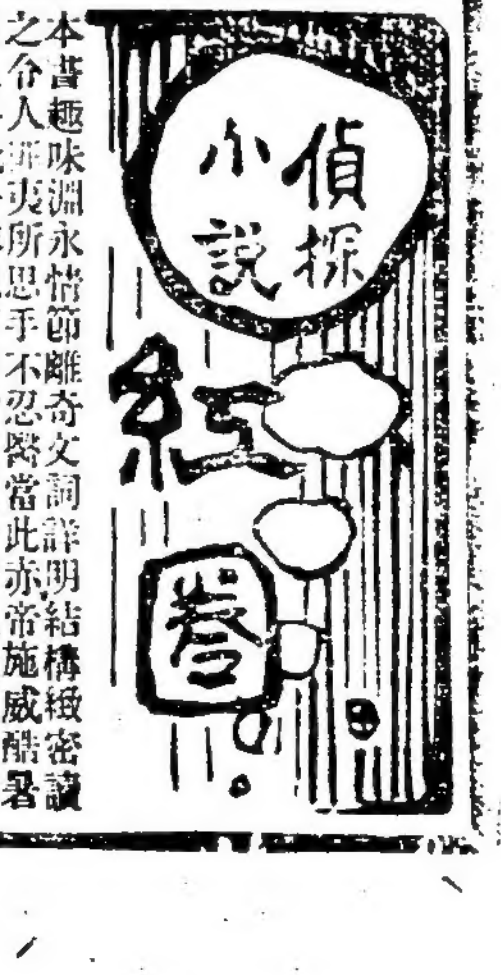 偵探
小說
紅圈
本書趣味淵永情節離奇文詞詳明結構緻密讀
之令人匪夷所思手不忍釋當此赤帝施威酷暑